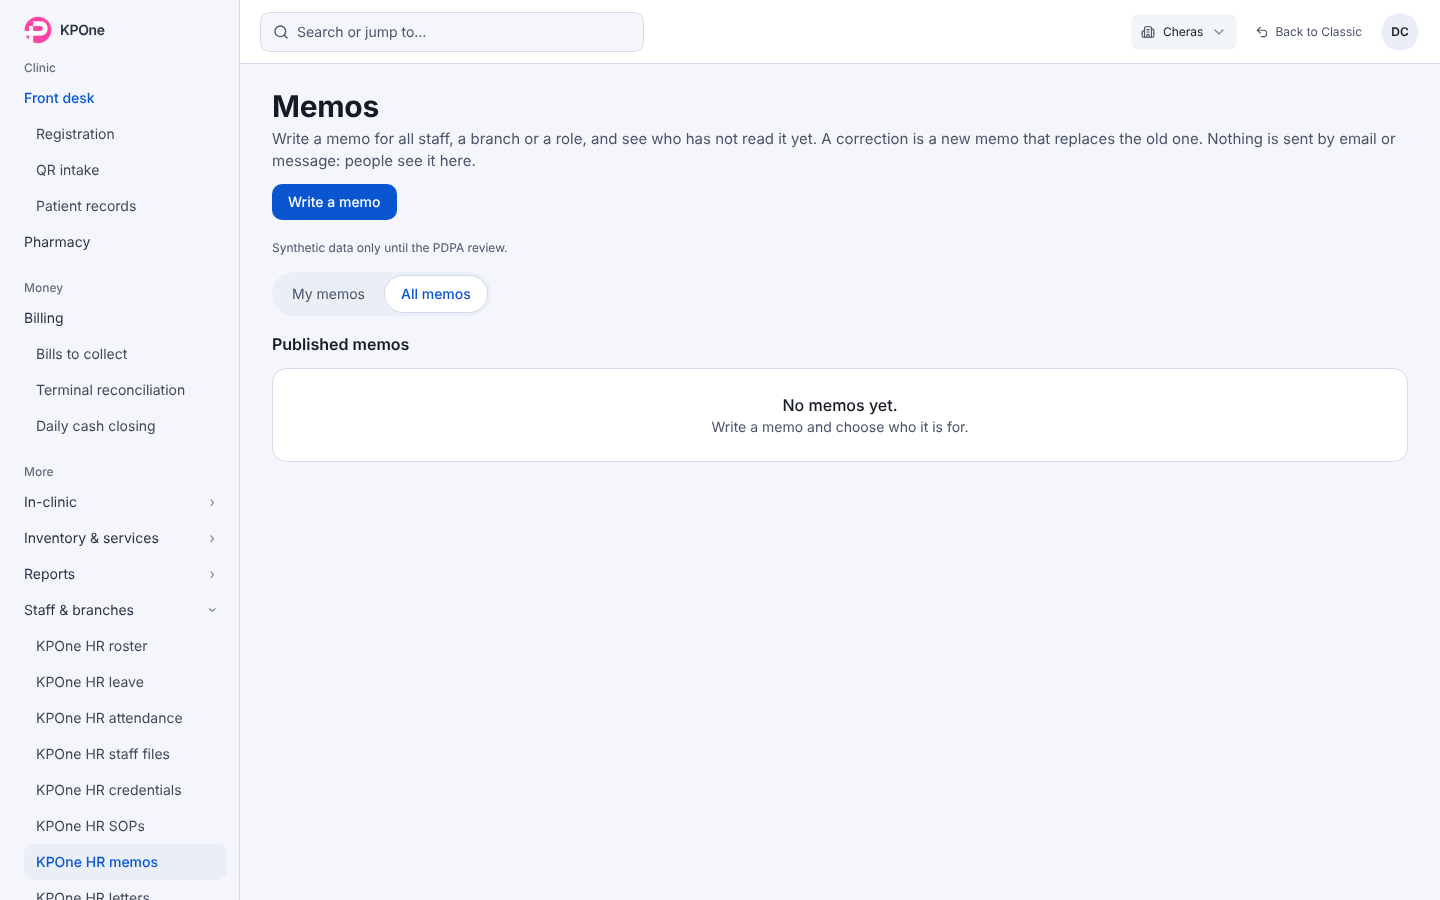 KPOne
Clinic
Front desk
Registration
QR intake
Patient records
Pharmacy
Money
Billing
Bills to collect
Terminal reconciliation
Daily cash closing
More
In-clinic
Inventory & services
Reports
Staff & branches
KPOne HR roster
KPOne HR leave
KPOne HR attendance
KPOne HR staff files
KPOne HR credentials
KPOne HR SOPs
KPOne HR memos
KPOne HR letters
Search or jump to...
Cheras
Back to Classic
DC
Memos
Write a memo for all staff, a branch or a role, and see who has not read it yet. A correction is a new memo that replaces the old one. Nothing is sent by email or
message: people see it here.
Write a memo
Synthetic data only until the PDPA review.
My memos
All memos
Published memos
No memos yet.
Write a memo and choose who it is for.